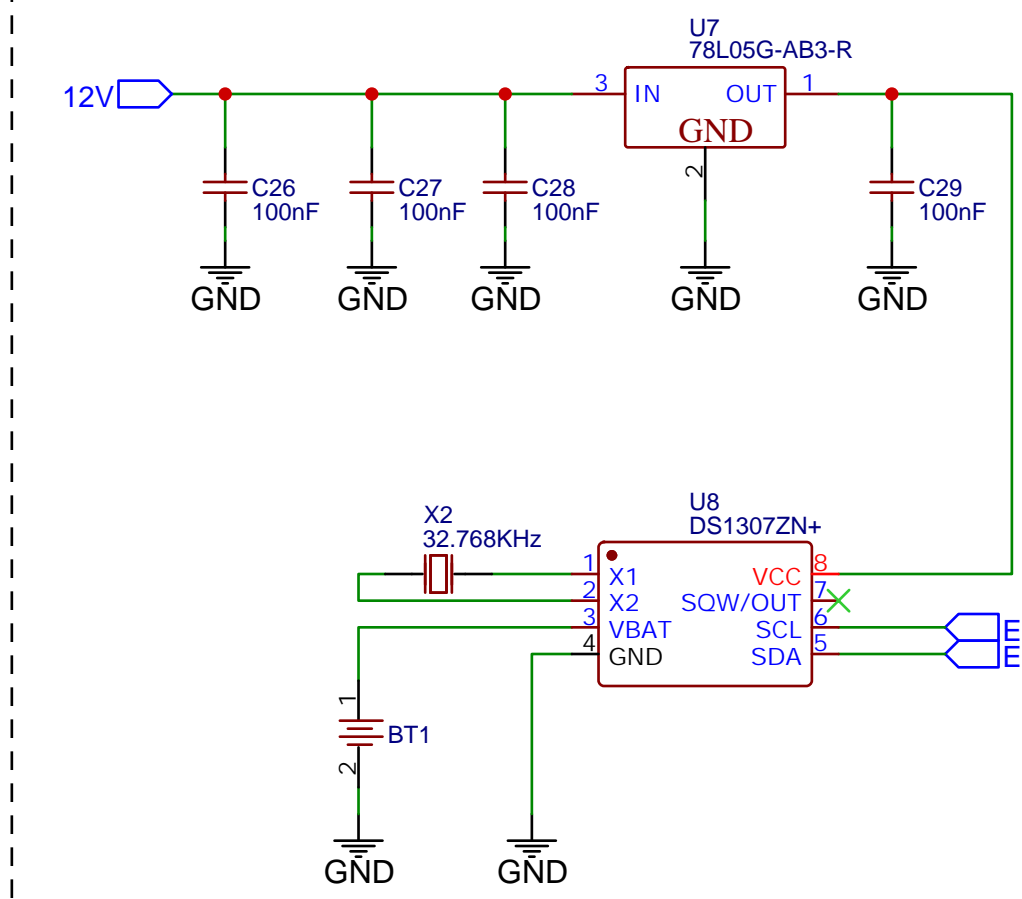 U7
78L05G-AB3-R
12V
3
IN
OUT
1
GND
2
C26
100nF
C27
100nF
C28
100nF
C29
100nF
GND
GND
GND
GND
GND
U8
DS1307ZN+
X2
32.768KHz
1
X1
VCC
8
2
X2
SQW/OUT
7
3
VBAT
SCL
6
E
4
GND
SDA
5
E
1
BT1
2
GND
GND